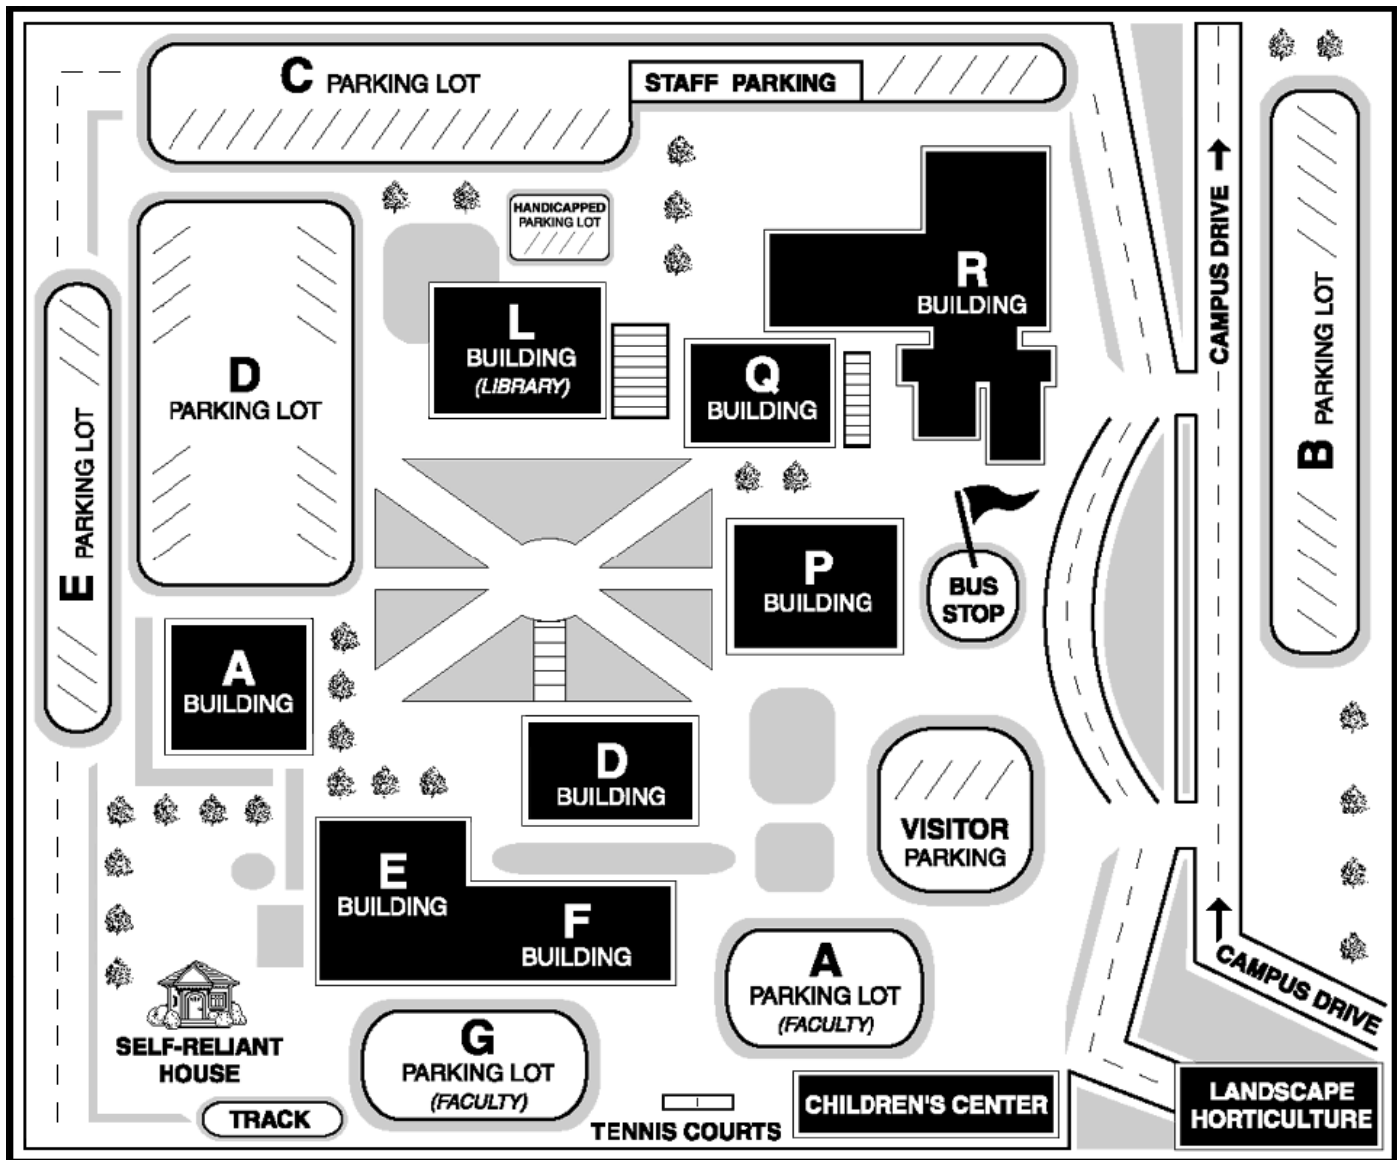 C PARKING LOT
STAFF PARKING
HANDICAPPED
PARKING LOT
CAMPUS DRIVE
B PARKING LOT
R
BUILDING
L
BUILDING
(LIBRARY)
Q
BUILDING
D
PARKING LOT
E PARKING LOT
P
BUILDING
BUS
STOP
A
BUILDING
D
BUILDING
VISITOR
PARKING
E
BUILDING
F
BUILDING
A
PARKING LOT
(FACULTY)
CAMPUS DRIVE
SELF-RELIANT
HOUSE
G
PARKING LOT
(FACULTY)
TRACK
TENNIS COURTS
CHILDREN'S CENTER
LANDSCAPE
HORTICULTURE